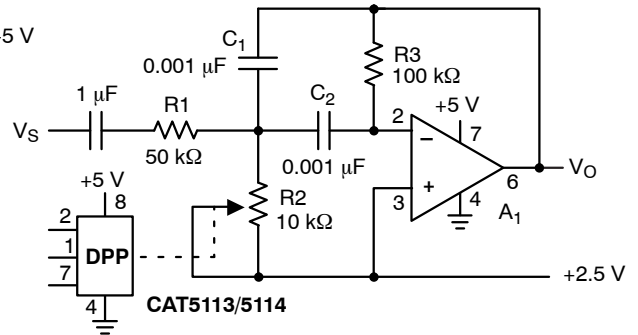 +5 V
C1
0.001 µF
R3
100 kΩ
1 µF
R1
C2
+5 V
2
7
VS
50 kΩ
0.001 µF
–
+
6
VO
3
4
A1
+5 V
8
R2
10 kΩ
2
1
7
DPP
4
CAT5113/5114
+2.5 V